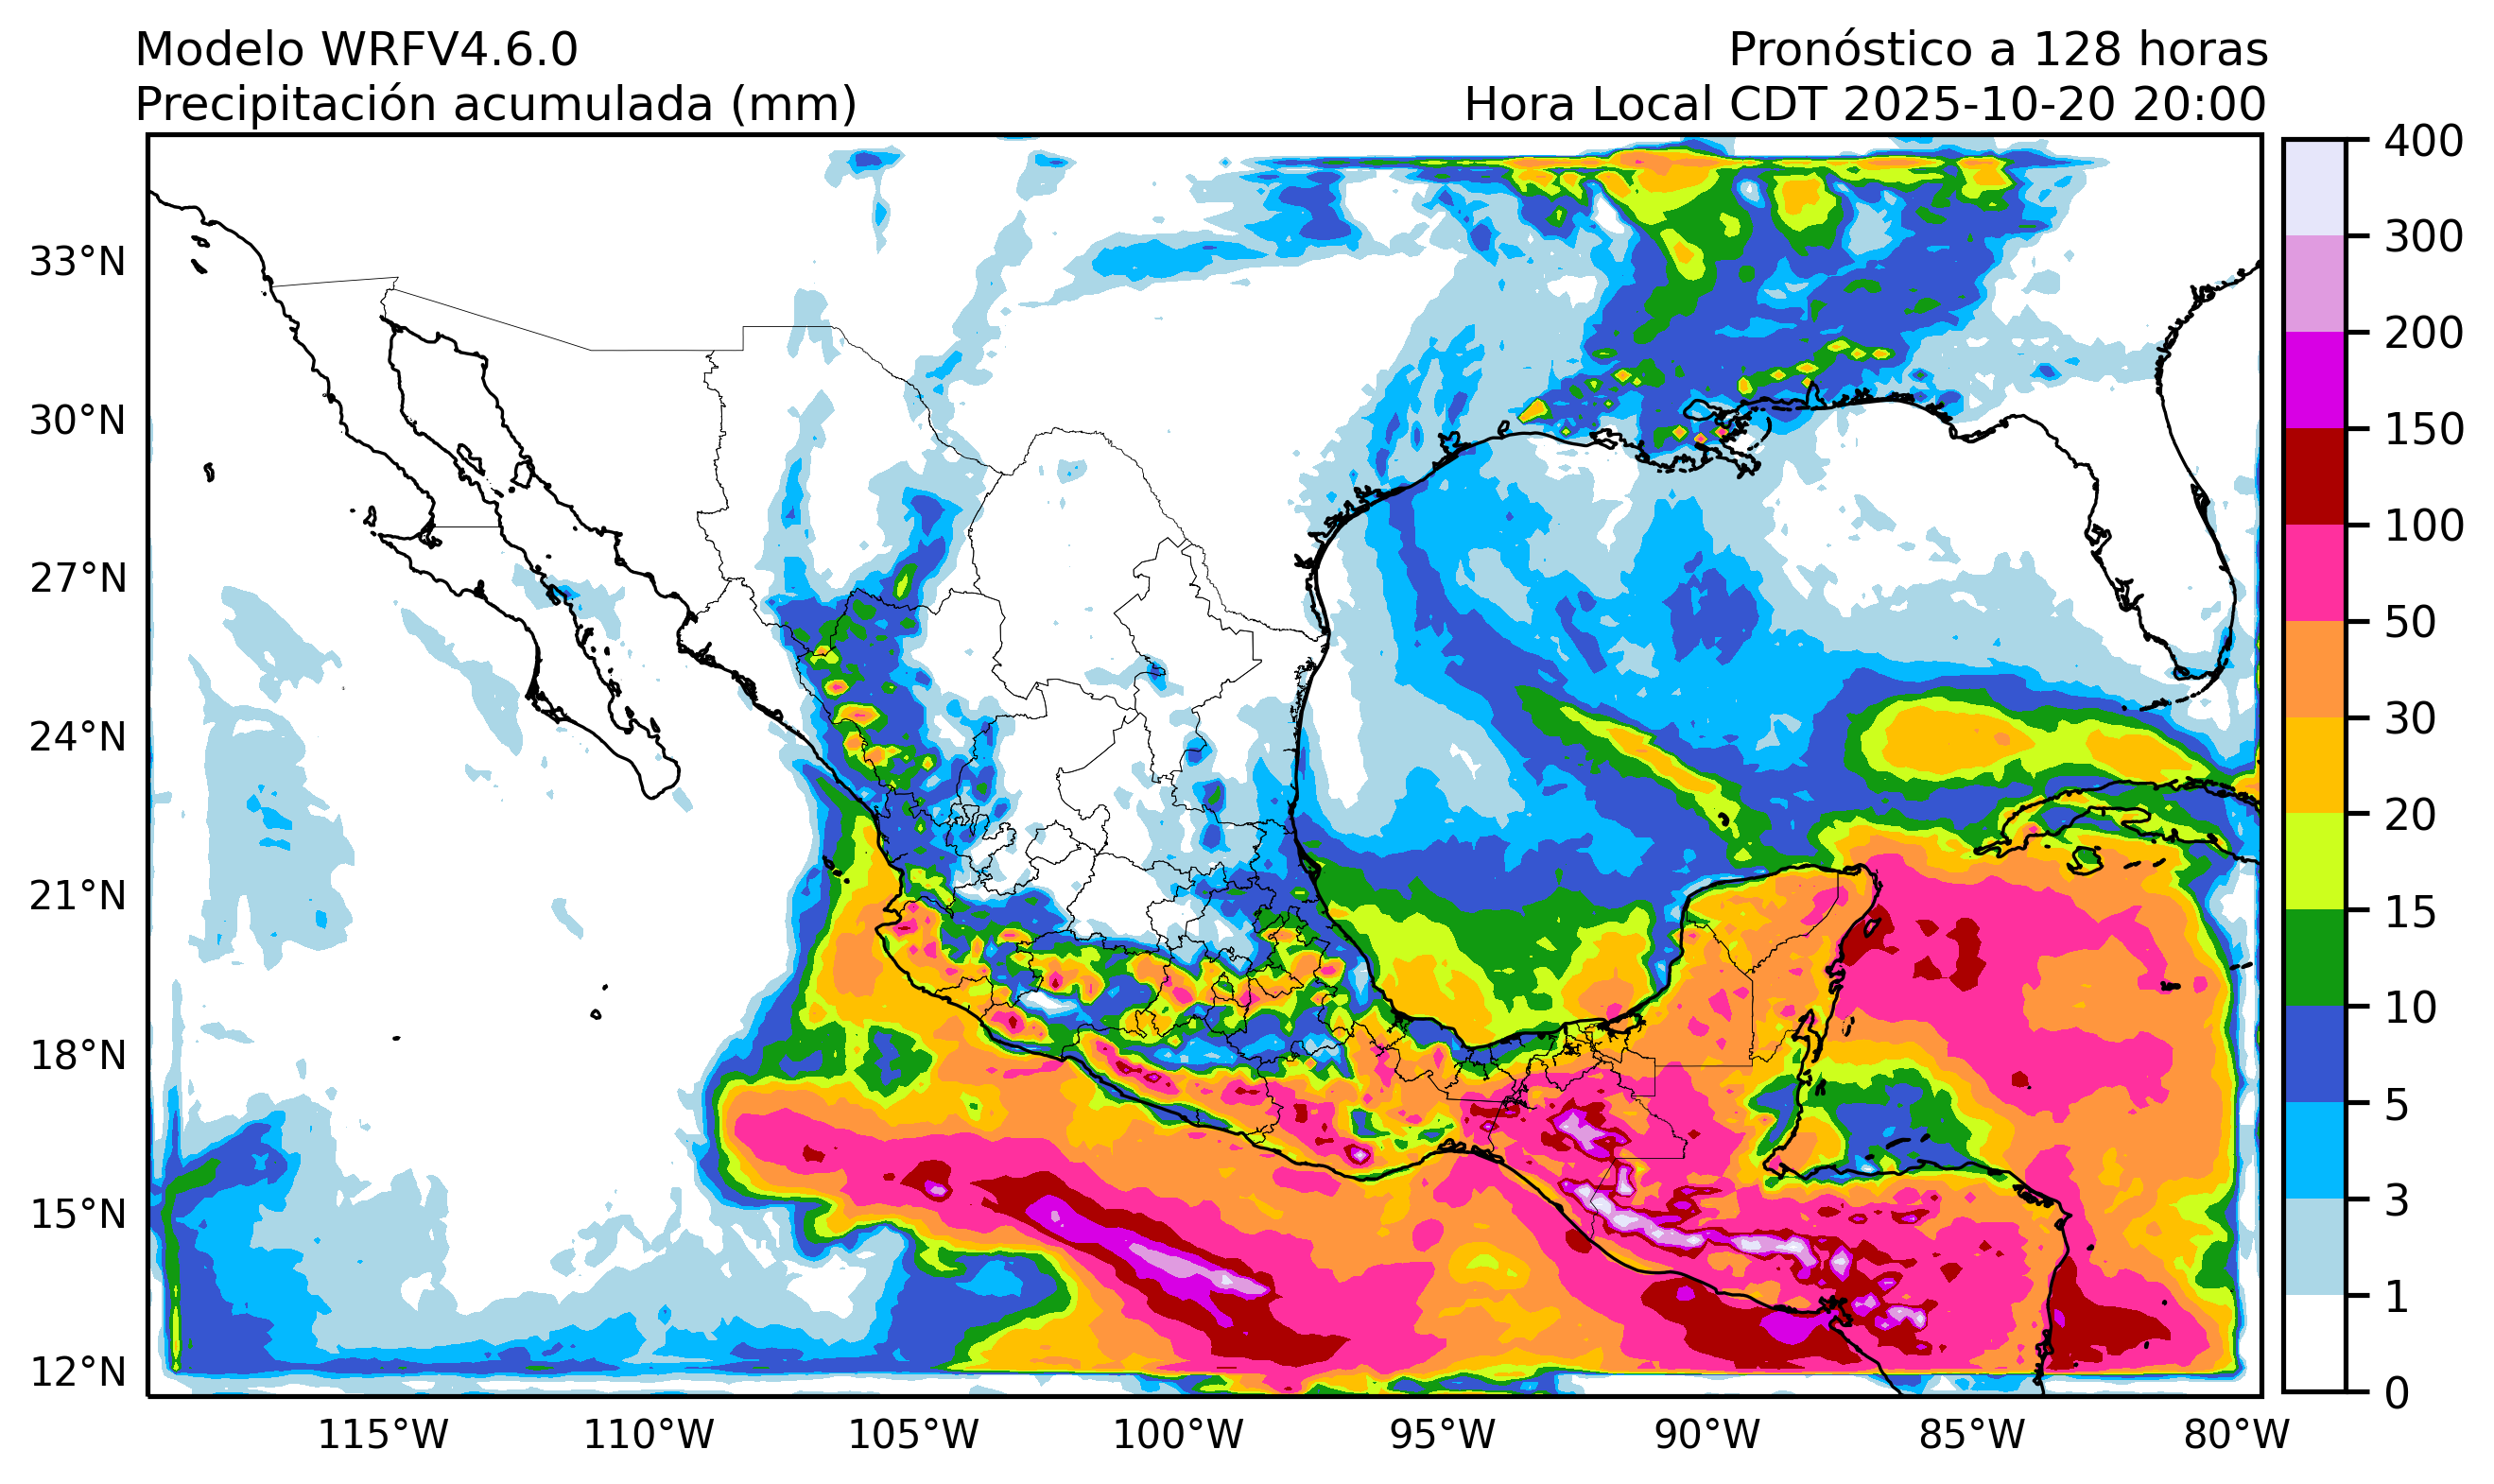 Modelo WRFV4.6.0
Pronóstico a 128 horas
Precipitación acumulada (mm)
Hora Local CDT 2025-10-20 20:00
33°N
30°N
27°N
24°N
21°N
18°N
15°N
12°N
115°W
110°W
105°W
100°W
95°W
90°W
85°W
80°W
400
300
200
150
100
50
30
20
15
10
5
3
1
0